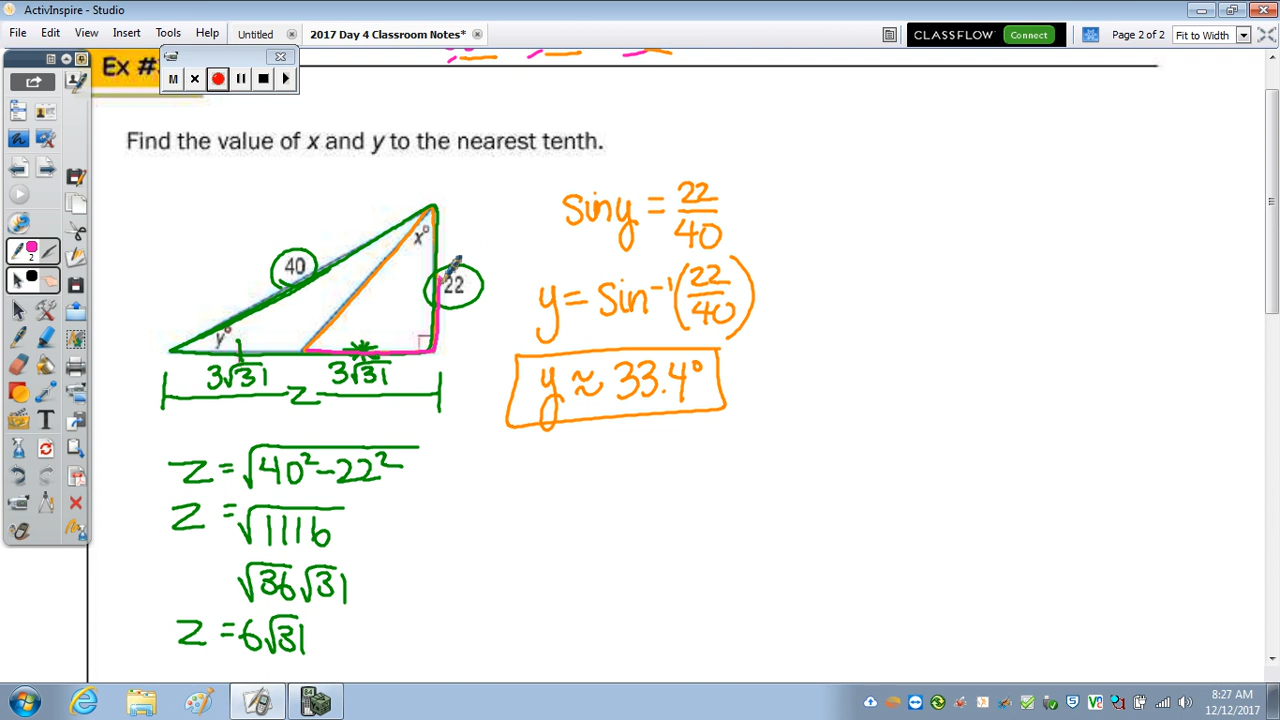 ActivInspire - Studio
File Edit View Insert Tools Help
Untitled
2017 Day 4 Classroom Notes*
CLASSFLOW Connect
Page 2 of 2
Fit to Width
M
Ex #
Find the value of x and y to the nearest tenth.
40
x°
22
y°
3√31
3√31
z
z = √40² - 22²
z = √1116
√36 √31
z = 6√31
sin y = 22/40
y = sin⁻¹(22/40)
y ≈ 33.4°
2
2
T
8:27 AM
12/12/2017